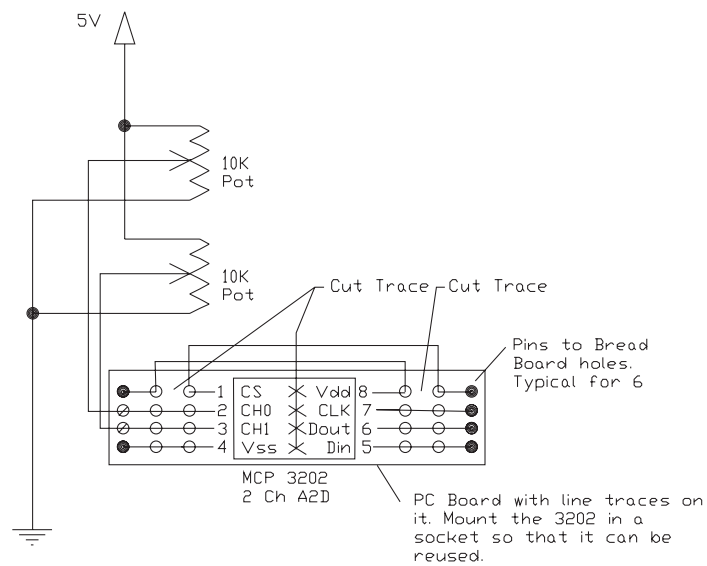 5V
10K
Pot
10K
Pot
Cut Trace
Cut Trace
Pins to Bread
Board holes.
Typical for 6
1 CS Vdd 8
2 CH0 CLK 7
3 CH1 Dout 6
4 Vss Din 5
MCP 3202
2 Ch A2D
PC Board with line traces on
it. Mount the 3202 in a
socket so that it can be
reused.